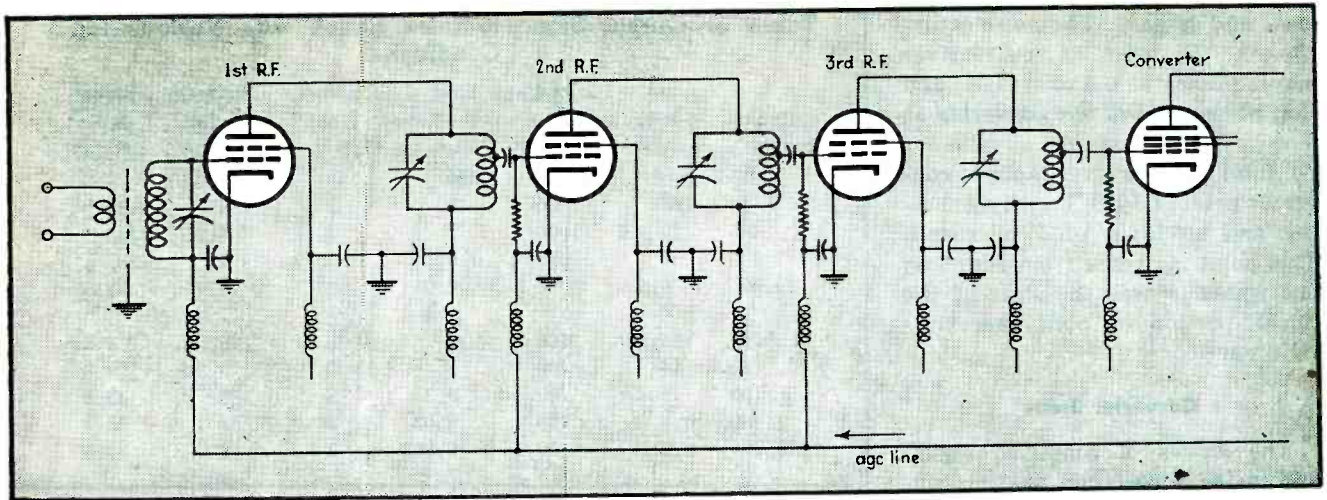 1st R.F.
2nd R.F.
3rd R.F.
Converter
agc line